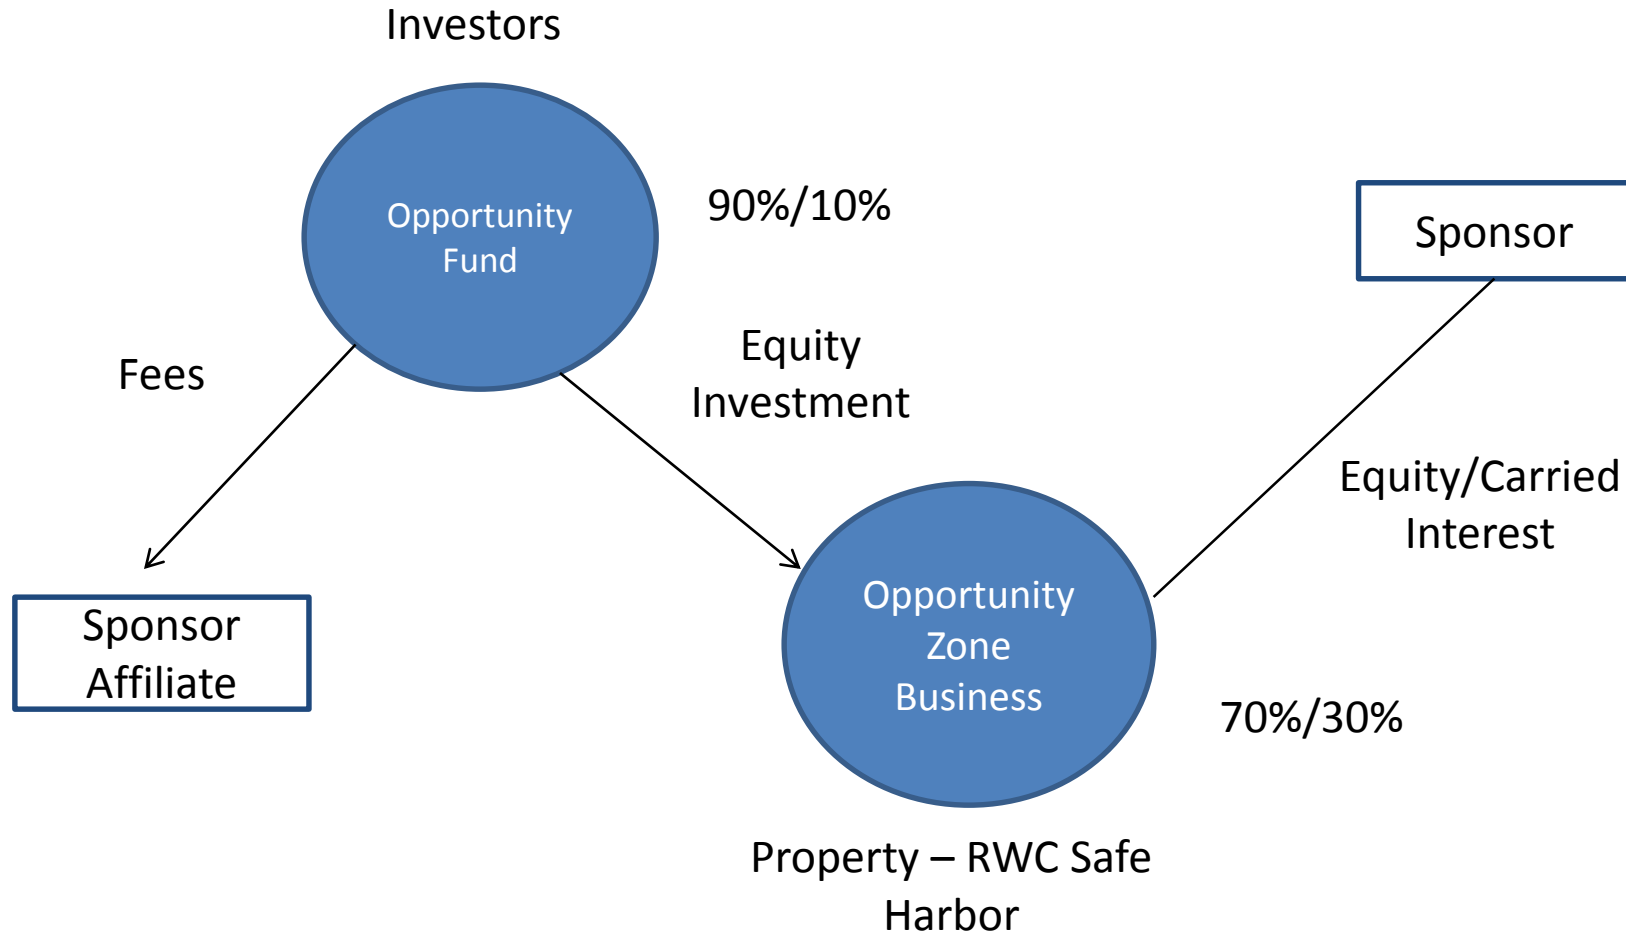 Investors
Opportunity
Fund
90%/10%
Sponsor
Fees
Equity
Investment
Equity/Carried
Interest
Sponsor
Affiliate
Opportunity
Zone
Business
70%/30%
Property – RWC Safe
Harbor